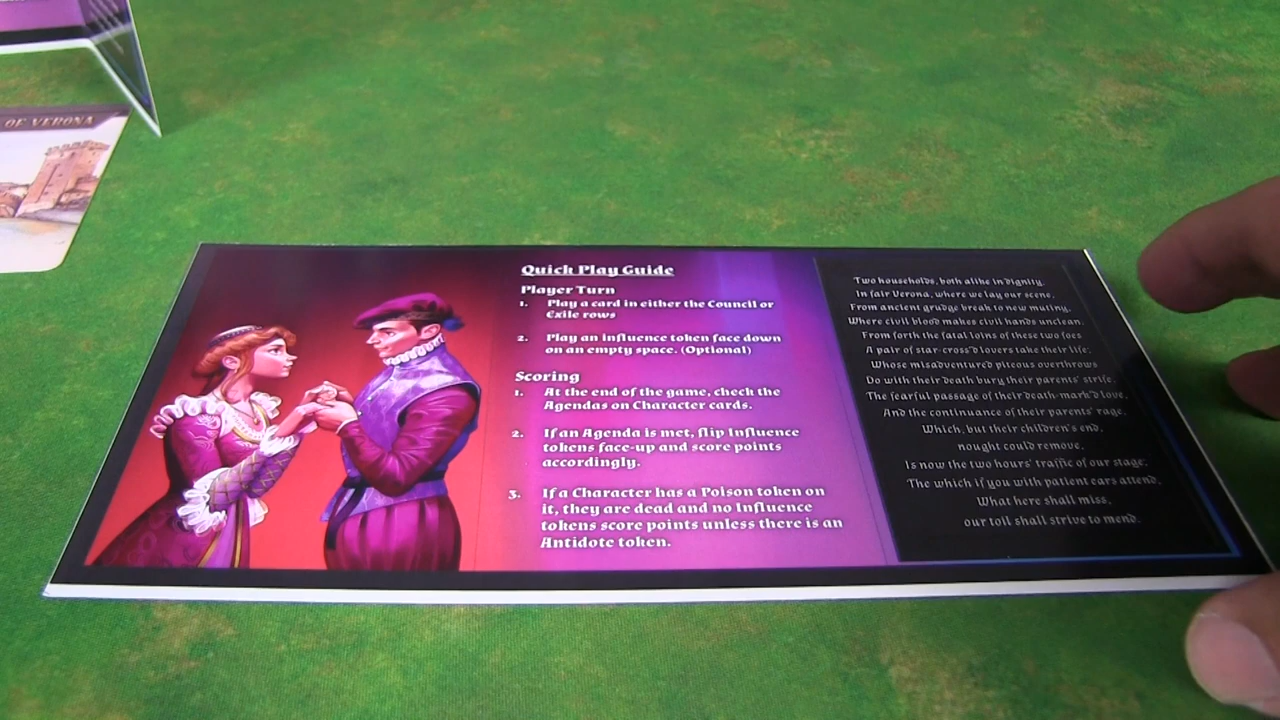 OF VERONA
Quick Play Guide
Player Turn
1. Play a card in either the Council or
Exile rows
2. Play an influence token face down
on an empty space. (Optional)
Scoring
1. At the end of the game, check the
Agendas on Character cards.
2. If an Agenda is met, flip Influence
tokens face-up and score points
accordingly.
3. If a Character has a Poison token on
it, they are dead and no Influence
tokens score points unless there is an
Antidote token.
Two households, both alike in dignity,
In fair Verona, where we lay our scene,
From ancient grudge break to new mutiny,
Where civil blood makes civil hands unclean.
From forth the fatal loins of these two foes
A pair of star-cross'd lovers take their life;
Whose misadventured piteous overthrows
Do with their death bury their parents' strife.
The fearful passage of their death-mark'd love,
And the continuance of their parents' rage,
Which, but their children's end,
nought could remove,
Is now the two hours' traffic of our stage;
The which if you with patient ears attend,
What here shall miss,
our toil shall strive to mend.